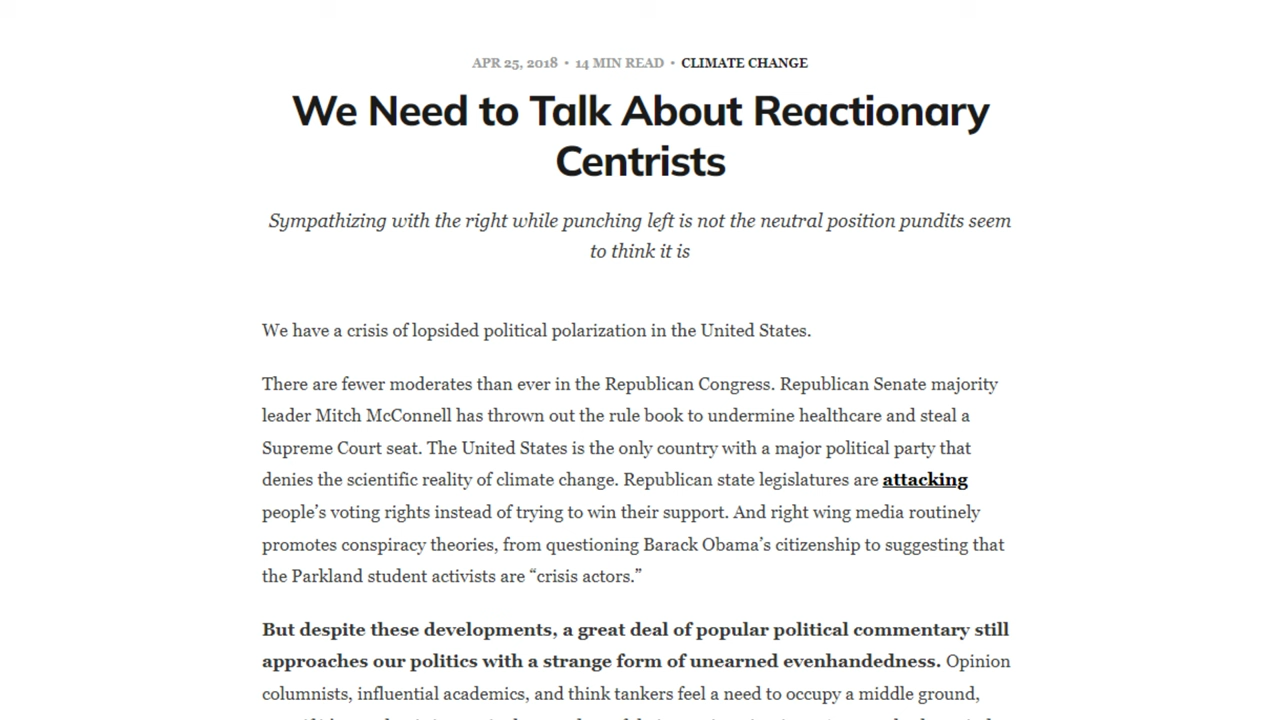 APR 25, 2018 • 14 MIN READ • CLIMATE CHANGE
We Need to Talk About Reactionary
Centrists
Sympathizing with the right while punching left is not the neutral position pundits seem
to think it is
We have a crisis of lopsided political polarization in the United States.
There are fewer moderates than ever in the Republican Congress. Republican Senate majority
leader Mitch McConnell has thrown out the rule book to undermine healthcare and steal a
Supreme Court seat. The United States is the only country with a major political party that
denies the scientific reality of climate change. Republican state legislatures are attacking
people’s voting rights instead of trying to win their support. And right wing media routinely
promotes conspiracy theories, from questioning Barack Obama’s citizenship to suggesting that
the Parkland student activists are “crisis actors.”
But despite these developments, a great deal of popular political commentary still
approaches our politics with a strange form of unearned evenhandedness. Opinion
columnists, influential academics, and think tankers feel a need to occupy a middle ground,